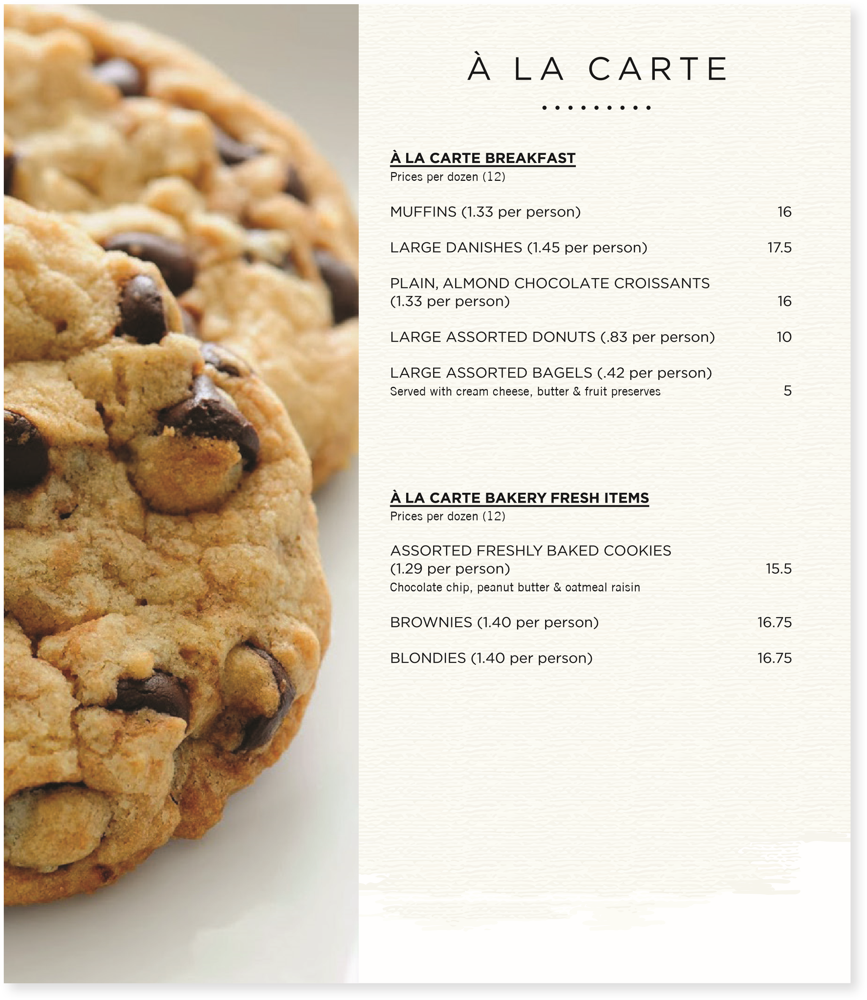 À LA CARTE
À LA CARTE BREAKFAST
Prices per dozen (12)
MUFFINS (1.33 per person) 16
LARGE DANISHES (1.45 per person) 17.5
PLAIN, ALMOND CHOCOLATE CROISSANTS
(1.33 per person) 16
LARGE ASSORTED DONUTS (.83 per person) 10
LARGE ASSORTED BAGELS (.42 per person)
Served with cream cheese, butter & fruit preserves 5
À LA CARTE BAKERY FRESH ITEMS
Prices per dozen (12)
ASSORTED FRESHLY BAKED COOKIES
(1.29 per person) 15.5
Chocolate chip, peanut butter & oatmeal raisin
BROWNIES (1.40 per person) 16.75
BLONDIES (1.40 per person) 16.75